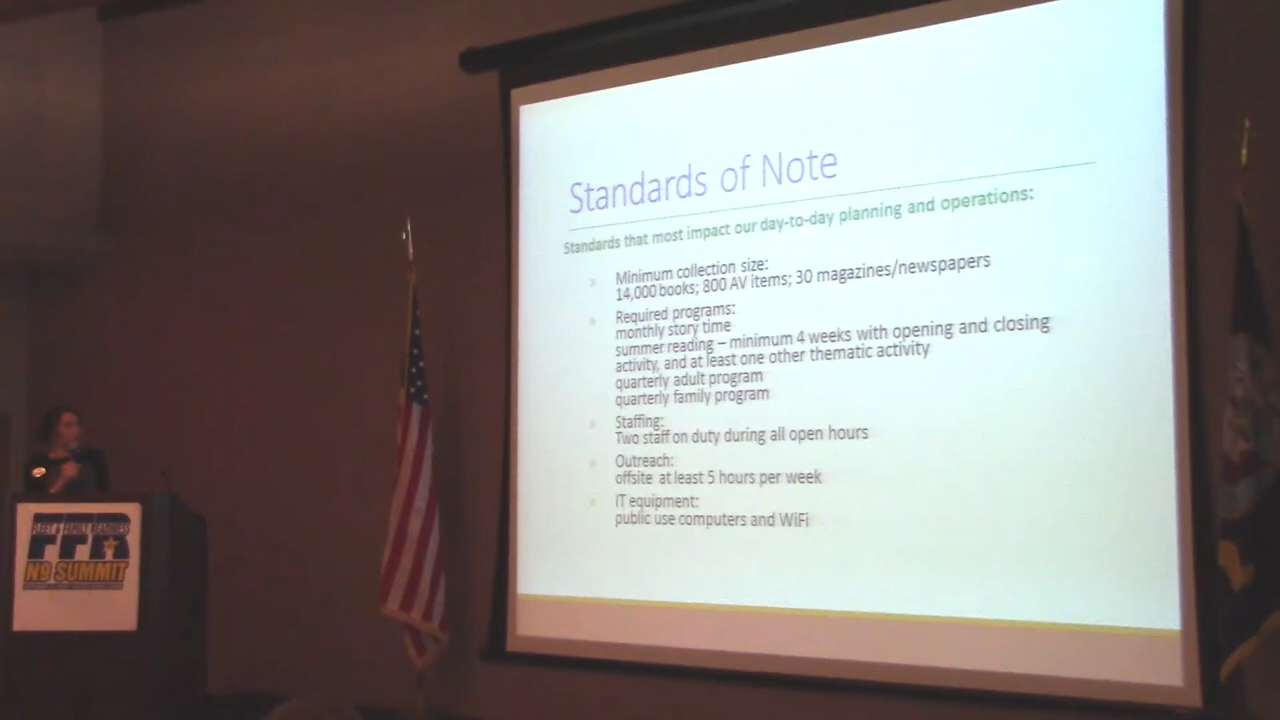 Standards of Note
Standards that most impact our day-to-day planning and operations:
Minimum collection size:
14,000 books; 800 AV items; 30 magazines/newspapers
Required programs:
monthly story time
summer reading – minimum 4 weeks with opening and closing
activity, and at least one other thematic activity
quarterly adult program
quarterly family program
Staffing:
Two staff on duty during all open hours
Outreach:
offsite at least 5 hours per week
IT equipment:
public use computers and WiFi
FLEET & FAMILY READINESS
FFR
N9 SUMMIT